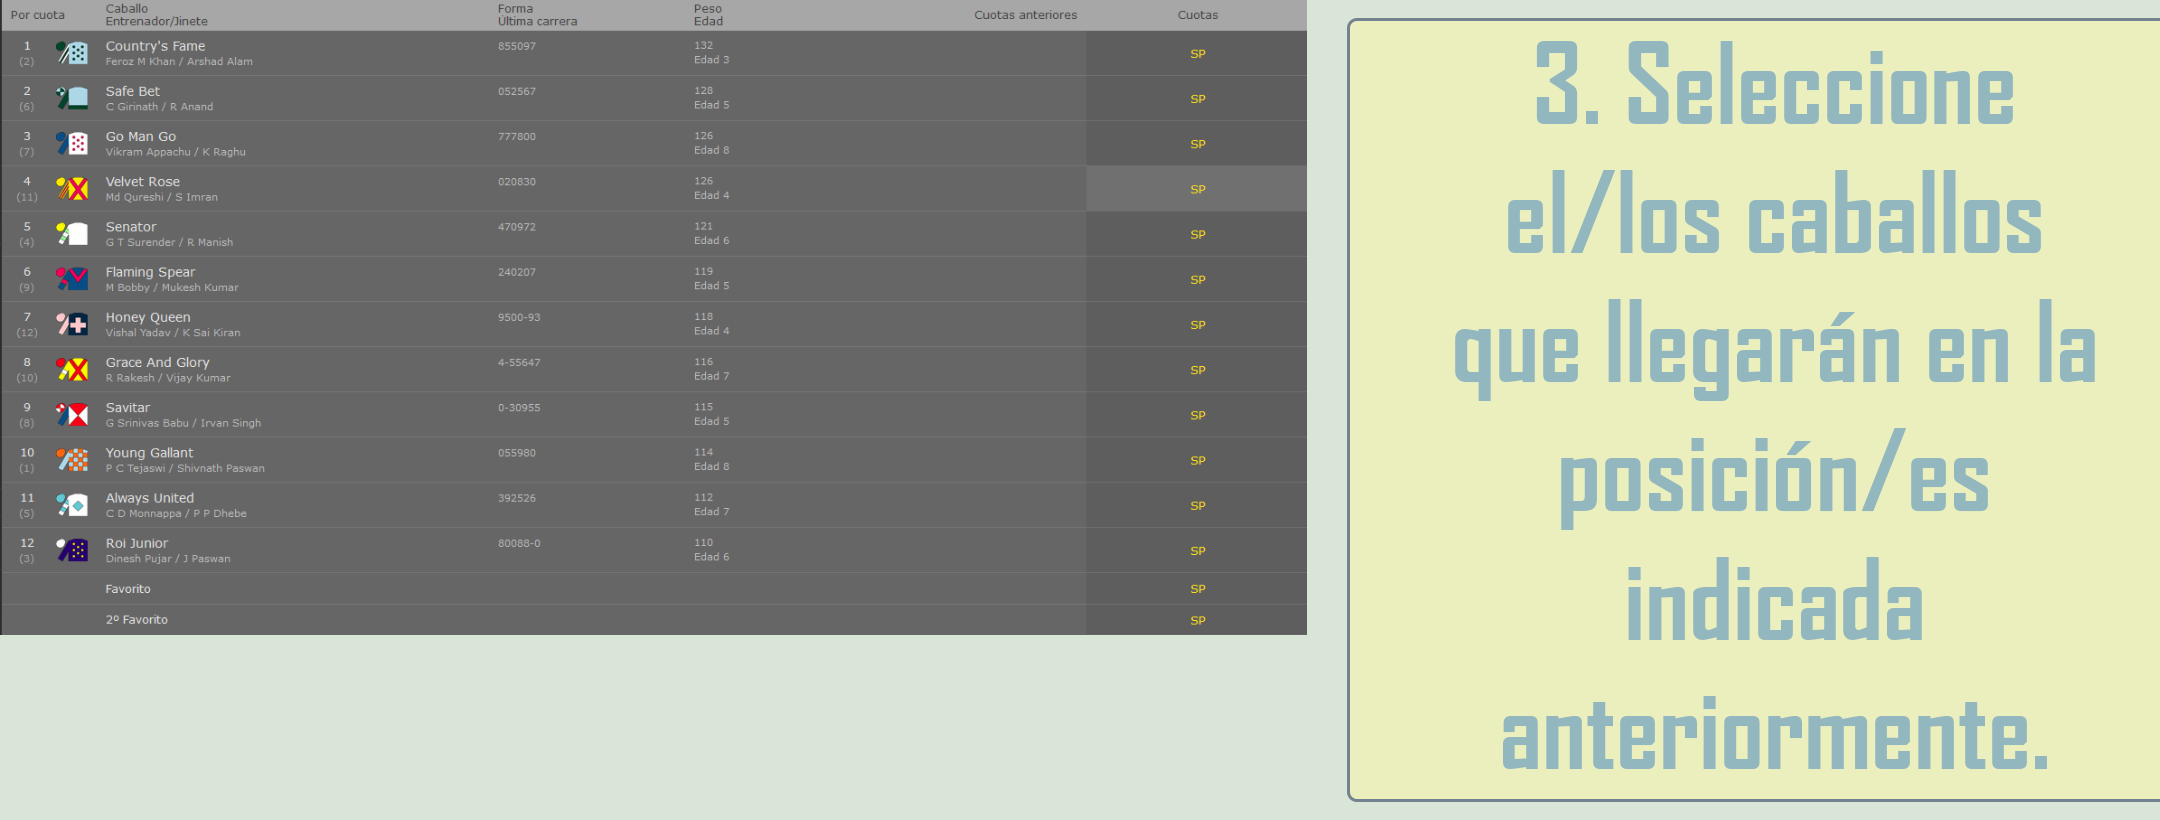 Por cuota Caballo Forma Peso Cuotas anteriores Cuotas
Entrenador/Jinete Última carrera Edad
1 Country's Fame 855097 132 SP
(2) Feroz M Khan / Arshad Alam Edad 3
2 Safe Bet 052567 128 SP
(6) C Girinath / R Anand Edad 5
3 Go Man Go 777800 126 SP
(7) Vikram Appachu / K Raghu Edad 8
4 Velvet Rose 020830 126 SP
(11) Md Qureshi / S Imran Edad 4
5 Senator 470972 121 SP
(4) G T Surender / R Manish Edad 6
6 Flaming Spear 240207 119 SP
(9) M Bobby / Mukesh Kumar Edad 5
7 Honey Queen 9500-93 118 SP
(12) Vishal Yadav / K Sai Kiran Edad 4
8 Grace And Glory 4-55647 116 SP
(10) R Rakesh / Vijay Kumar Edad 7
9 Savitar 0-30955 115 SP
(8) G Srinivas Babu / Irvan Singh Edad 5
10 Young Gallant 055980 114 SP
(1) P C Tejaswi / Shivnath Paswan Edad 8
11 Always United 392526 112 SP
(5) C D Monnappa / P P Dhebe Edad 7
12 Roi Junior 80088-0 110 SP
(3) Dinesh Pujar / J Paswan Edad 6
Favorito SP
2º Favorito SP
3. Seleccione
el/los caballos
que llegarán en la
posición/es
indicada
anteriormente.